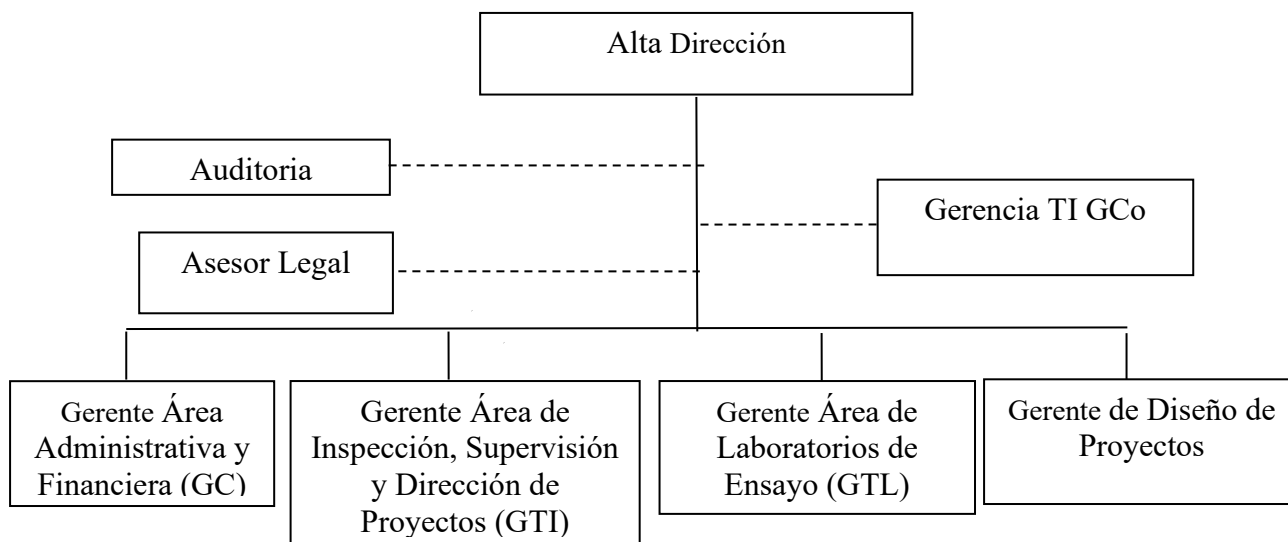 Alta Dirección
Auditoria
Gerencia TI GCo
Asesor Legal
Gerente Área
Administrativa y
Financiera (GC)
Gerente Área de
Inspección, Supervisión
y Dirección de
Proyectos (GTI)
Gerente Área de
Laboratorios de
Ensayo (GTL)
Gerente de Diseño de
Proyectos